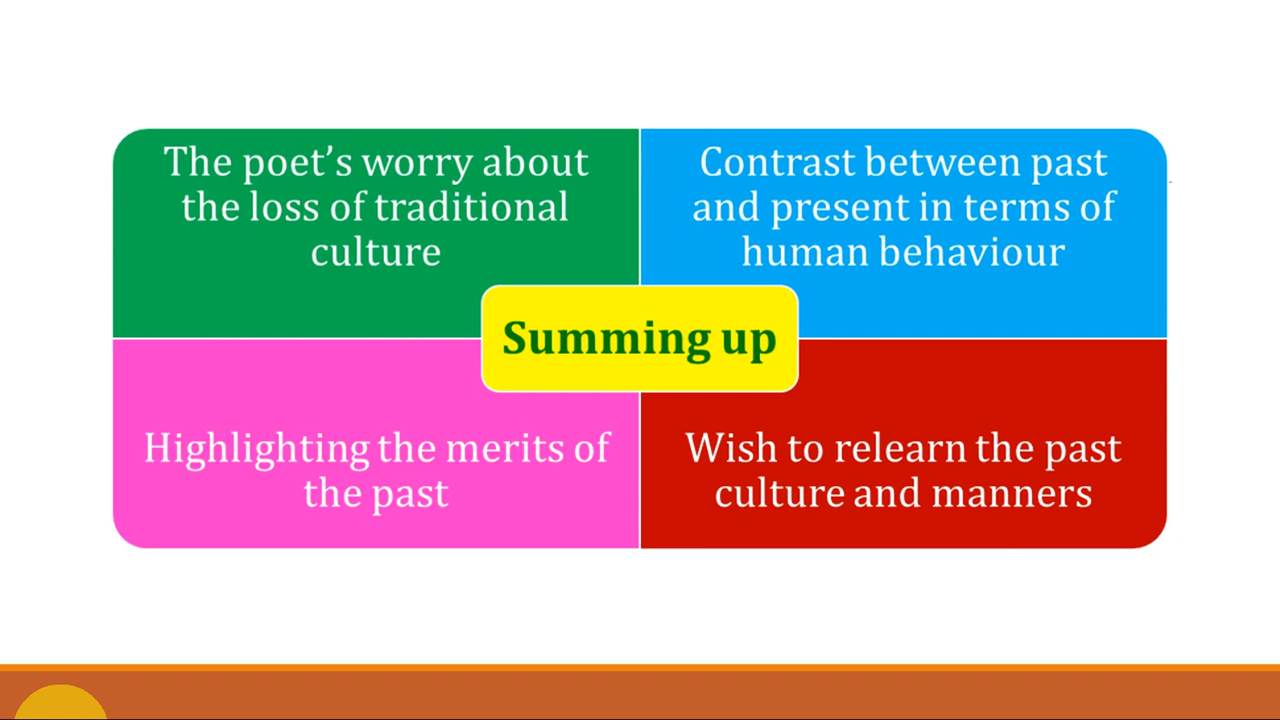 The poet’s worry about
the loss of traditional
culture
Contrast between past
and present in terms of
human behaviour
Summing up
Highlighting the merits of
the past
Wish to relearn the past
culture and manners